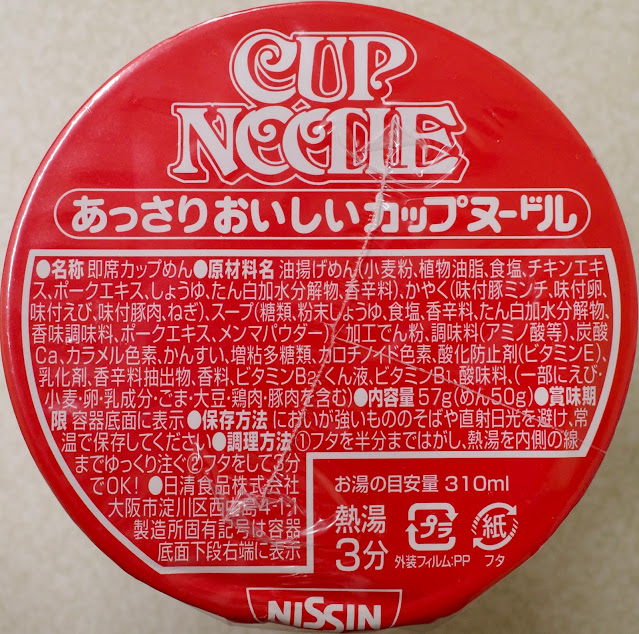 CUP
NOODLE
あっさりおいしいカップヌードル
●名称 即席カップめん●原材料名 油揚げめん(小麦粉、植物油脂、食塩、チキンエキ
ス、ポークエキス、しょうゆ、たん白加水分解物、香辛料)、かやく(味付豚ミンチ、味付卵、
味付えび、味付豚肉、ねぎ)、スープ(糖類、粉末しょうゆ、食塩、香辛料、たん白加水分解物、
香味調味料、ポークエキス、メンマパウダー)/加工でん粉、調味料(アミノ酸等)、炭酸
Ca、カラメル色素、かんすい、増粘多糖類、カロチノイド色素、酸化防止剤(ビタミンE)、
乳化剤、香辛料抽出物、香料、ビタミンB2、くん液、ビタミンB1、酸味料、(一部にえび・
小麦・卵・乳成分・ごま・大豆・鶏肉・豚肉を含む)●内容量 57g(めん50g)●賞味期
限 容器底面に表示●保存方法 においが強いもののそばや直射日光を避け、常
温で保存してください●調理方法 ①フタを半分まではがし、熱湯を内側の線
までゆっくり注ぐ②フタをして3分
でOK! ●日清食品株式会社
大阪市淀川区西中島4-1-1
製造所固有記号は容器
底面下段右端に表示
お湯の目安量 310ml
熱湯
3分
プラ
外装フィルム:PP
紙
フタ
NISSIN